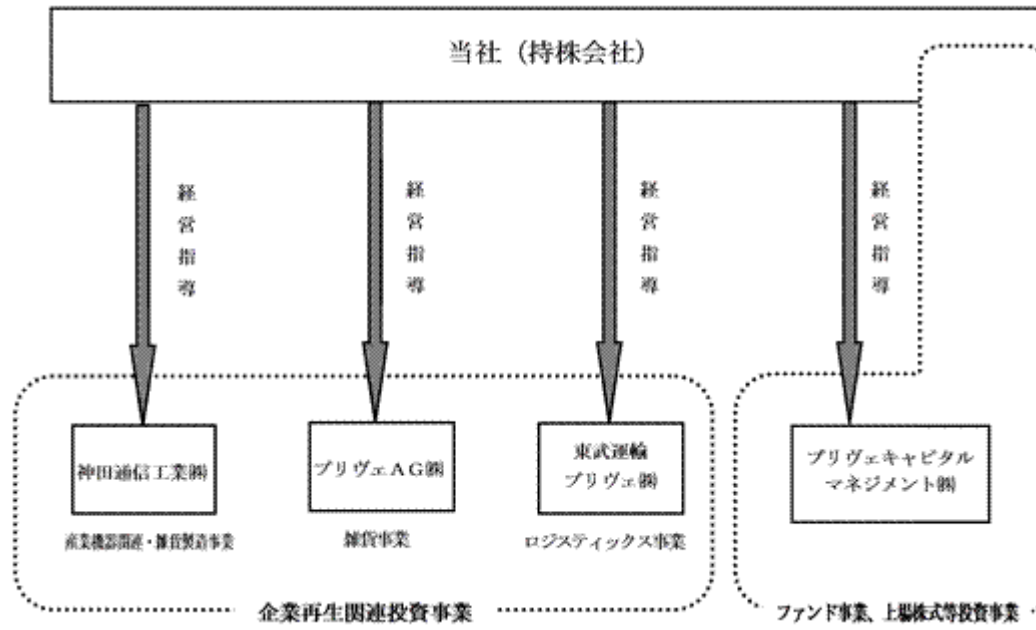 当社（持株会社）
経営指導
経営指導
経営指導
経営指導
神田通信工業㈱
プリヴェＡＧ㈱
東武運輸
プリヴェ㈱
プリヴェキャピタル
マネジメント㈱
産業機器関連・雑貨製造事業
雑貨事業
ロジスティックス事業
企業再生関連投資事業
ファンド事業、上場株式等投資事業